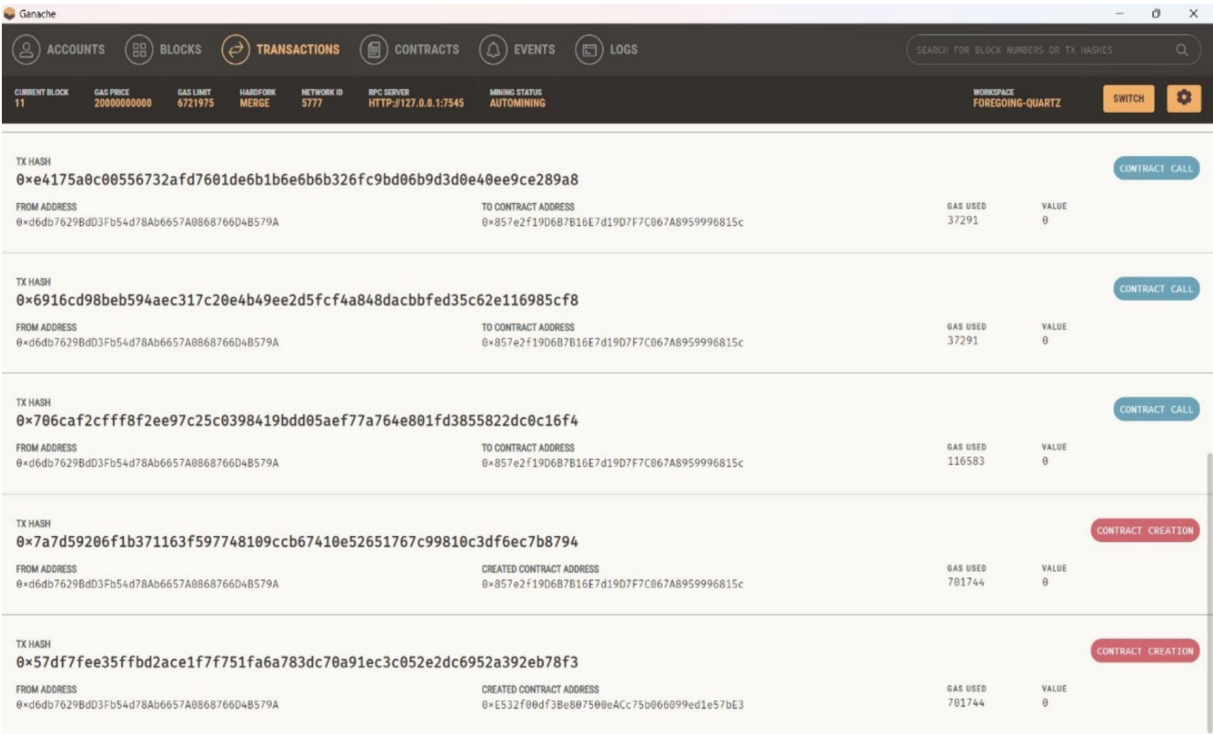 Ganache
ACCOUNTS BLOCKS TRANSACTIONS CONTRACTS EVENTS LOGS SEARCH FOR BLOCK NUMBERS OR TX HASHES
CURRENT BLOCK GAS PRICE GAS LIMIT HARDFORK NETWORK ID RPC SERVER MINING STATUS WORKSPACE
11 20000000000 6721975 MERGE 5777 HTTP://127.0.0.1:7545 AUTOMINING FOREGOING-QUARTZ SWITCH
TX HASH
0×e4175a0c00556732afd7601de6b1b6e6b6b326fc9bd06b9d3d0e40ee9ce289a8 CONTRACT CALL
FROM ADDRESS TO CONTRACT ADDRESS GAS USED VALUE
0×d6db7629BdD3Fb54d78Ab6657A0868766D4B579A 0×857e2f19D6B7B16E7d19D7F7C067A8959996815c 37291 0
TX HASH
0×6916cd98beb594aec317c20e4b49ee2d5fcf4a848dacbbfed35c62e116985cf8 CONTRACT CALL
FROM ADDRESS TO CONTRACT ADDRESS GAS USED VALUE
0×d6db7629BdD3Fb54d78Ab6657A0868766D4B579A 0×857e2f19D6B7B16E7d19D7F7C067A8959996815c 37291 0
TX HASH
0×706caf2cfff8f2ee97c25c0398419bdd05aef77a764e801fd3855822dc0c16f4 CONTRACT CALL
FROM ADDRESS TO CONTRACT ADDRESS GAS USED VALUE
0×d6db7629BdD3Fb54d78Ab6657A0868766D4B579A 0×857e2f19D6B7B16E7d19D7F7C067A8959996815c 116583 0
TX HASH
0×7a7d59206f1b371163f597748109ccb67410e52651767c99810c3df6ec7b8794 CONTRACT CREATION
FROM ADDRESS CREATED CONTRACT ADDRESS GAS USED VALUE
0×d6db7629BdD3Fb54d78Ab6657A0868766D4B579A 0×857e2f19D6B7B16E7d19D7F7C067A8959996815c 701744 0
TX HASH
0×57df7fee35ffbd2ace1f7f751fa6a783dc70a91ec3c052e2dc6952a392eb78f3 CONTRACT CREATION
FROM ADDRESS CREATED CONTRACT ADDRESS GAS USED VALUE
0×d6db7629BdD3Fb54d78Ab6657A0868766D4B579A 0×E532f00df3Be807500eACc75b066099ed1e57bE3 701744 0